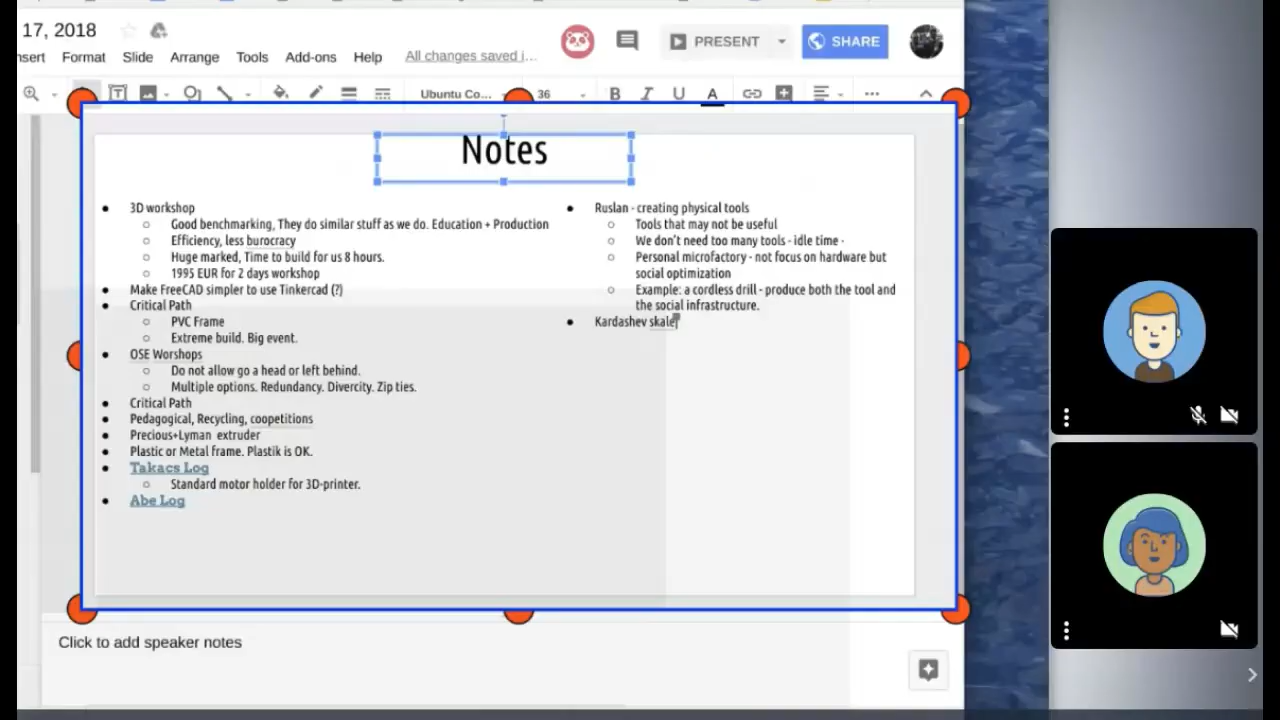 17, 2018
PRESENT
SHARE
nsert Format Slide Arrange Tools Add-ons Help All changes saved i...
Ubuntu Co... 36 B I U A
Notes
3D workshop
Good benchmarking, They do similar stuff as we do. Education + Production
Efficiency, less burocracy
Huge marked, Time to build for us 8 hours.
1995 EUR for 2 days workshop
Make FreeCAD simpler to use Tinkercad (?)
Critical Path
PVC Frame
Extreme build. Big event.
OSE Worshops
Do not allow go a head or left behind.
Multiple options. Redundancy. Divercity. Zip ties.
Critical Path
Pedagogical, Recycling, coopetitions
Precious+Lyman extruder
Plastic or Metal frame. Plastik is OK.
Takacs Log
Standard motor holder for 3D-printer.
Abe Log
Ruslan - creating physical tools
Tools that may not be useful
We don't need too many tools - idle time -
Personal microfactory - not focus on hardware but
social optimization
Example: a cordless drill - produce both the tool and
the social infrastructure.
Kardashev skale
Click to add speaker notes